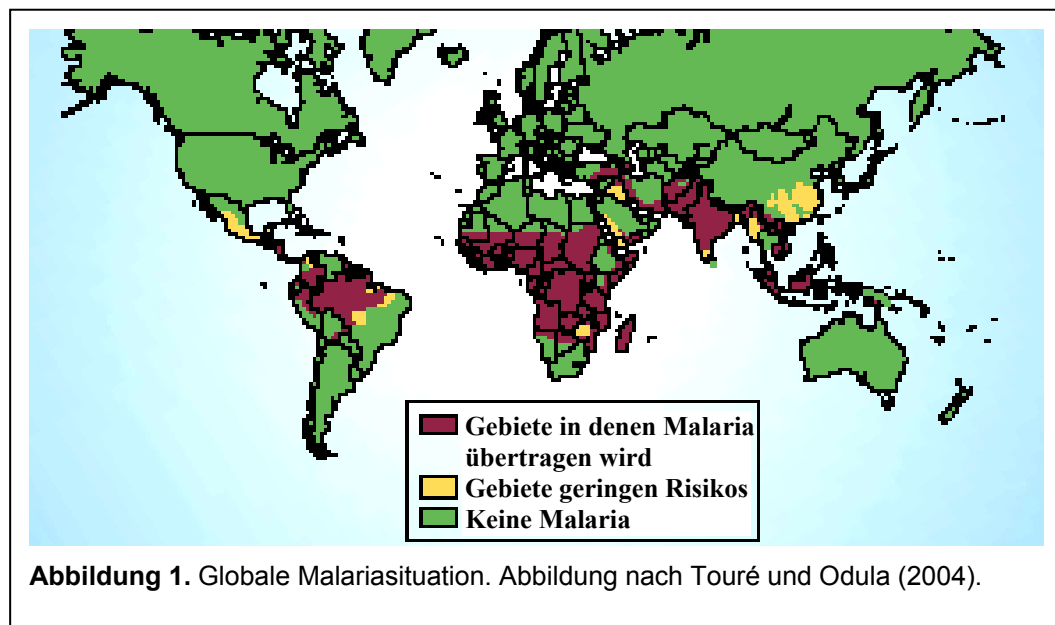 Gebiete in denen Malaria
übertragen wird
Gebiete geringen Risikos
Keine Malaria
Abbildung 1. Globale Malariasituation. Abbildung nach Touré und Odula (2004).